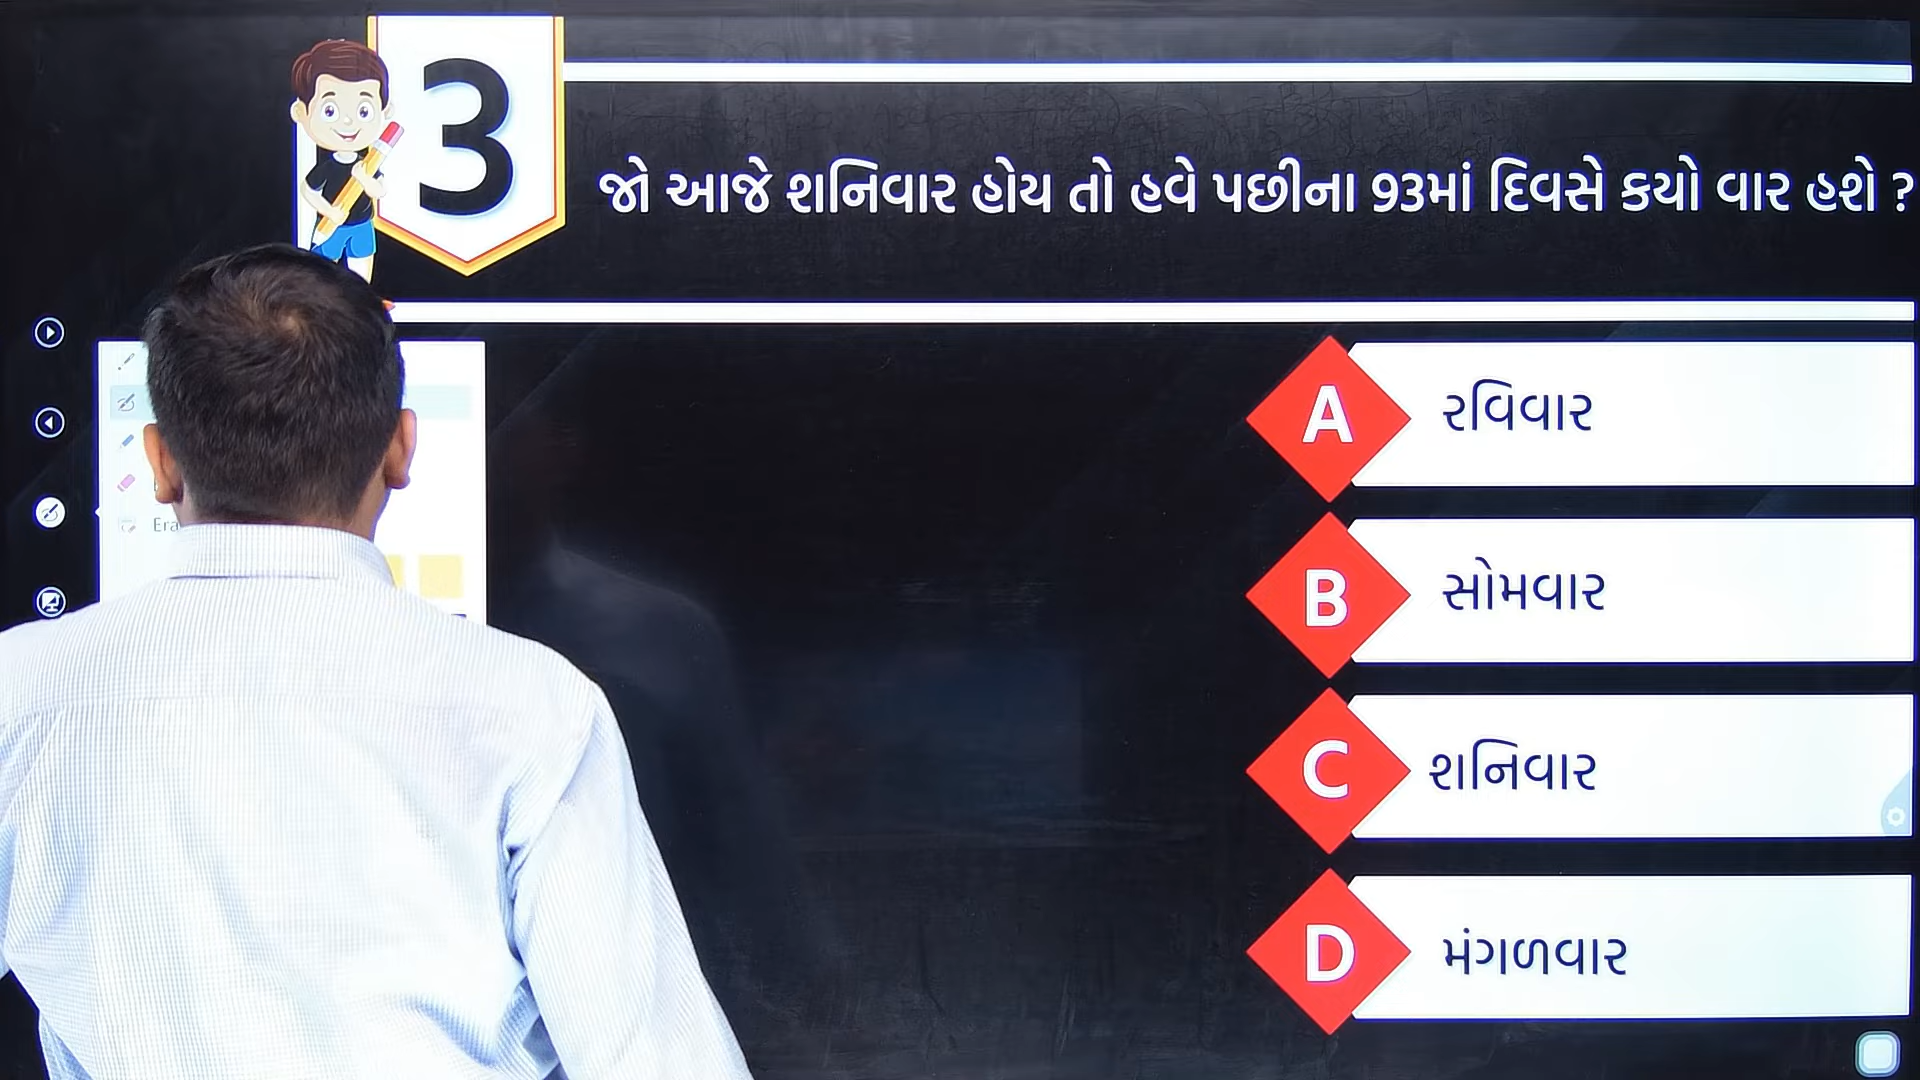 3
જો આજે શનિવાર હોય તો હવે પછીના 93માં દિવસે કયો વાર હશે ?
A રવિવાર
B સોમવાર
C શનિવાર
D મંગળવાર